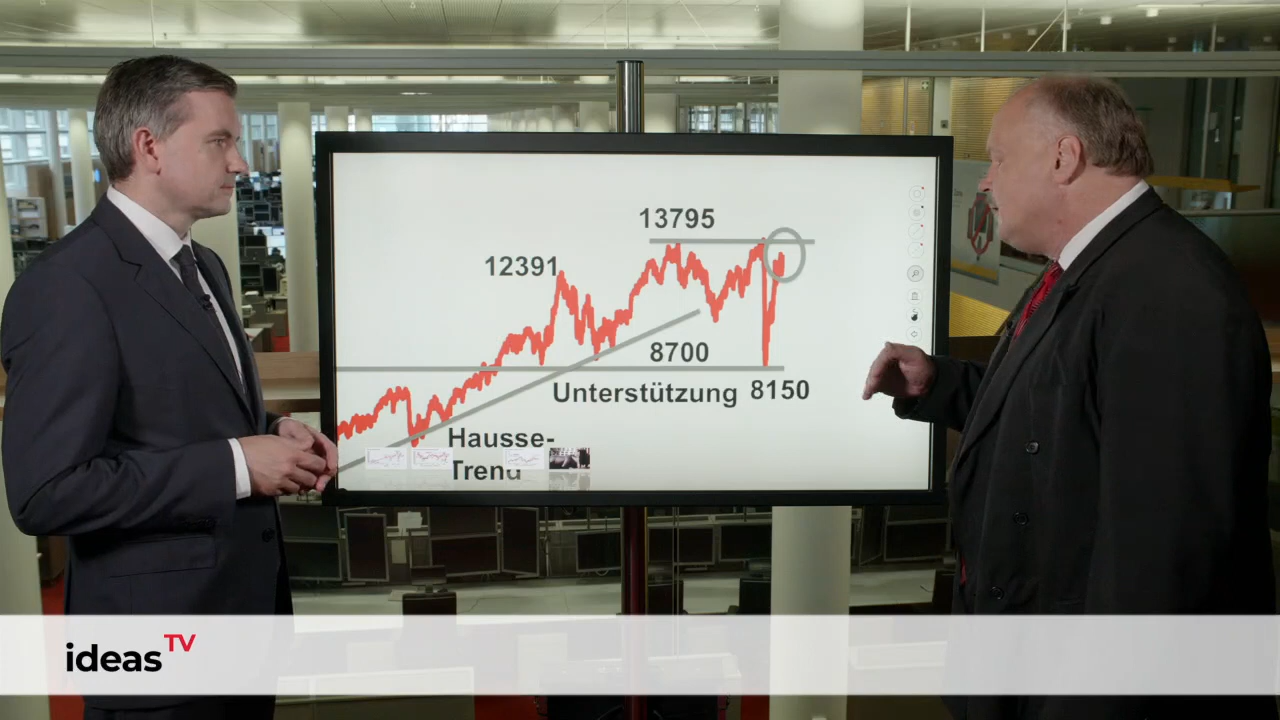 13795
12391
8700
Unterstützung 8150
Hausse-
Trend
ideasTV